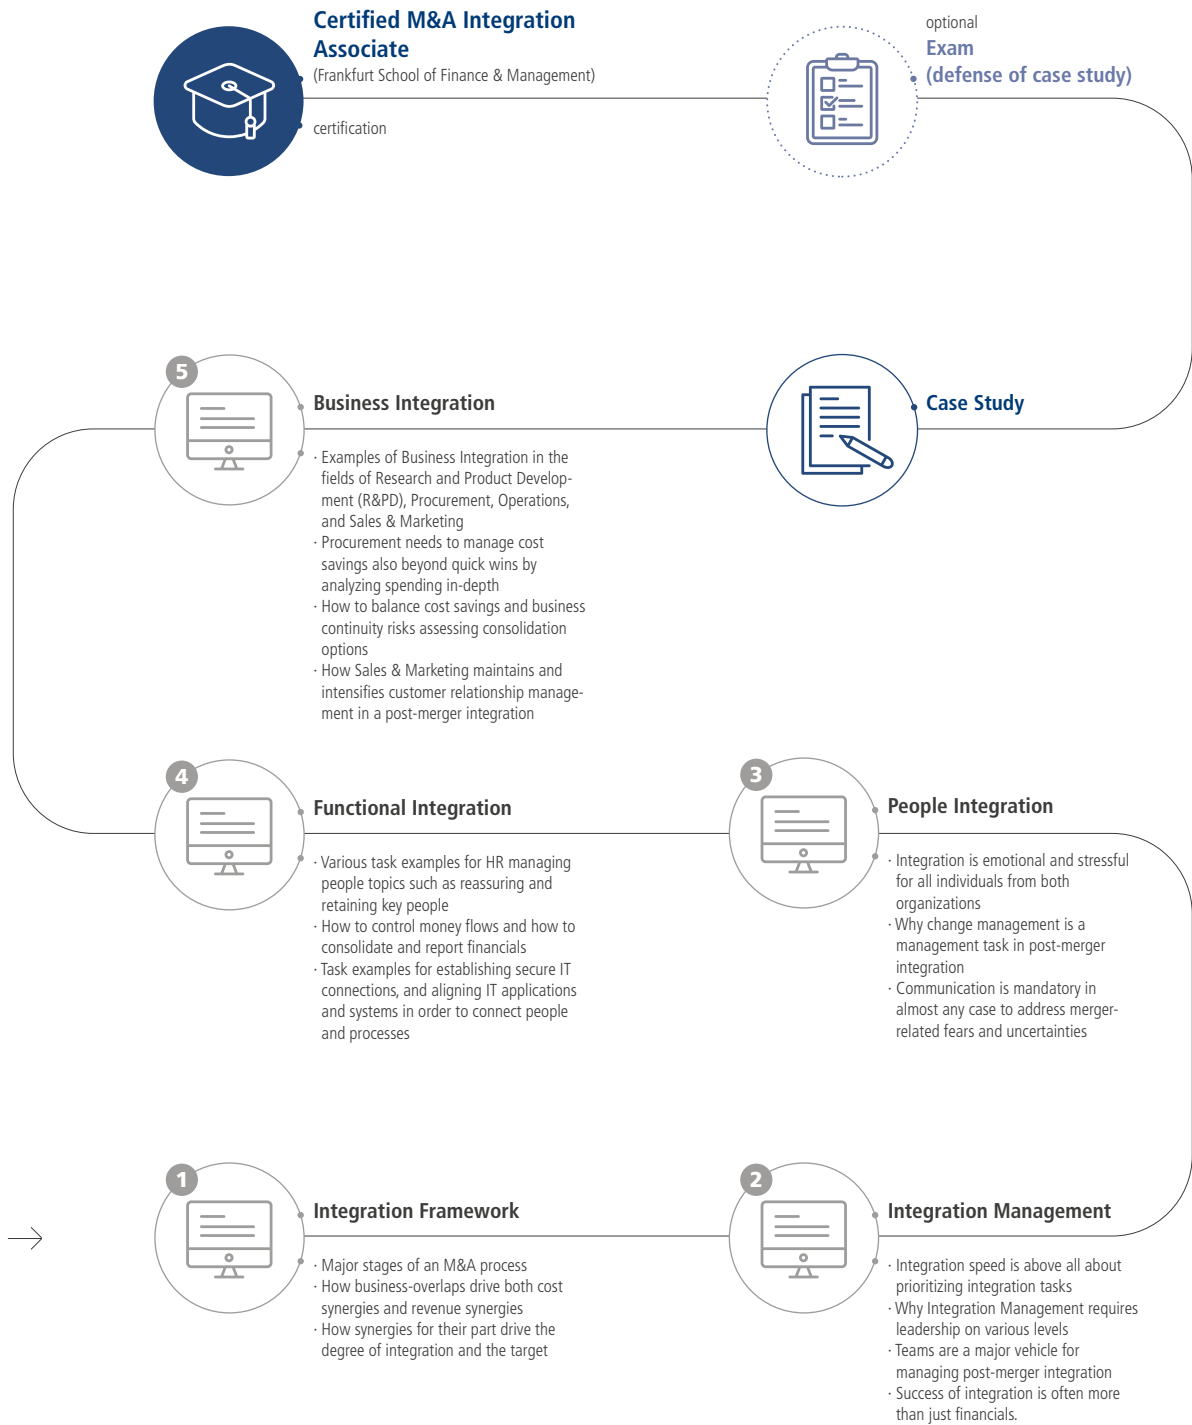 Certified M&A Integration
Associate
(Frankfurt School of Finance & Management)
certification
optional
Exam
(defense of case study)
5
Business Integration
· Examples of Business Integration in the
fields of Research and Product Develop-
ment (R&PD), Procurement, Operations,
and Sales & Marketing
· Procurement needs to manage cost
savings also beyond quick wins by
analyzing spending in-depth
· How to balance cost savings and business
continuity risks assessing consolidation
options
· How Sales & Marketing maintains and
intensifies customer relationship manage-
ment in a post-merger integration
Case Study
4
Functional Integration
· Various task examples for HR managing
people topics such as reassuring and
retaining key people
· How to control money flows and how to
consolidate and report financials
· Task examples for establishing secure IT
connections, and aligning IT applications
and systems in order to connect people
and processes
3
People Integration
· Integration is emotional and stressful
for all individuals from both
organizations
· Why change management is a
management task in post-merger
integration
· Communication is mandatory in
almost any case to address merger-
related fears and uncertainties
1
Integration Framework
· Major stages of an M&A process
· How business-overlaps drive both cost
synergies and revenue synergies
· How synergies for their part drive the
degree of integration and the target
2
Integration Management
· Integration speed is above all about
prioritizing integration tasks
· Why Integration Management requires
leadership on various levels
· Teams are a major vehicle for
managing post-merger integration
· Success of integration is often more
than just financials.